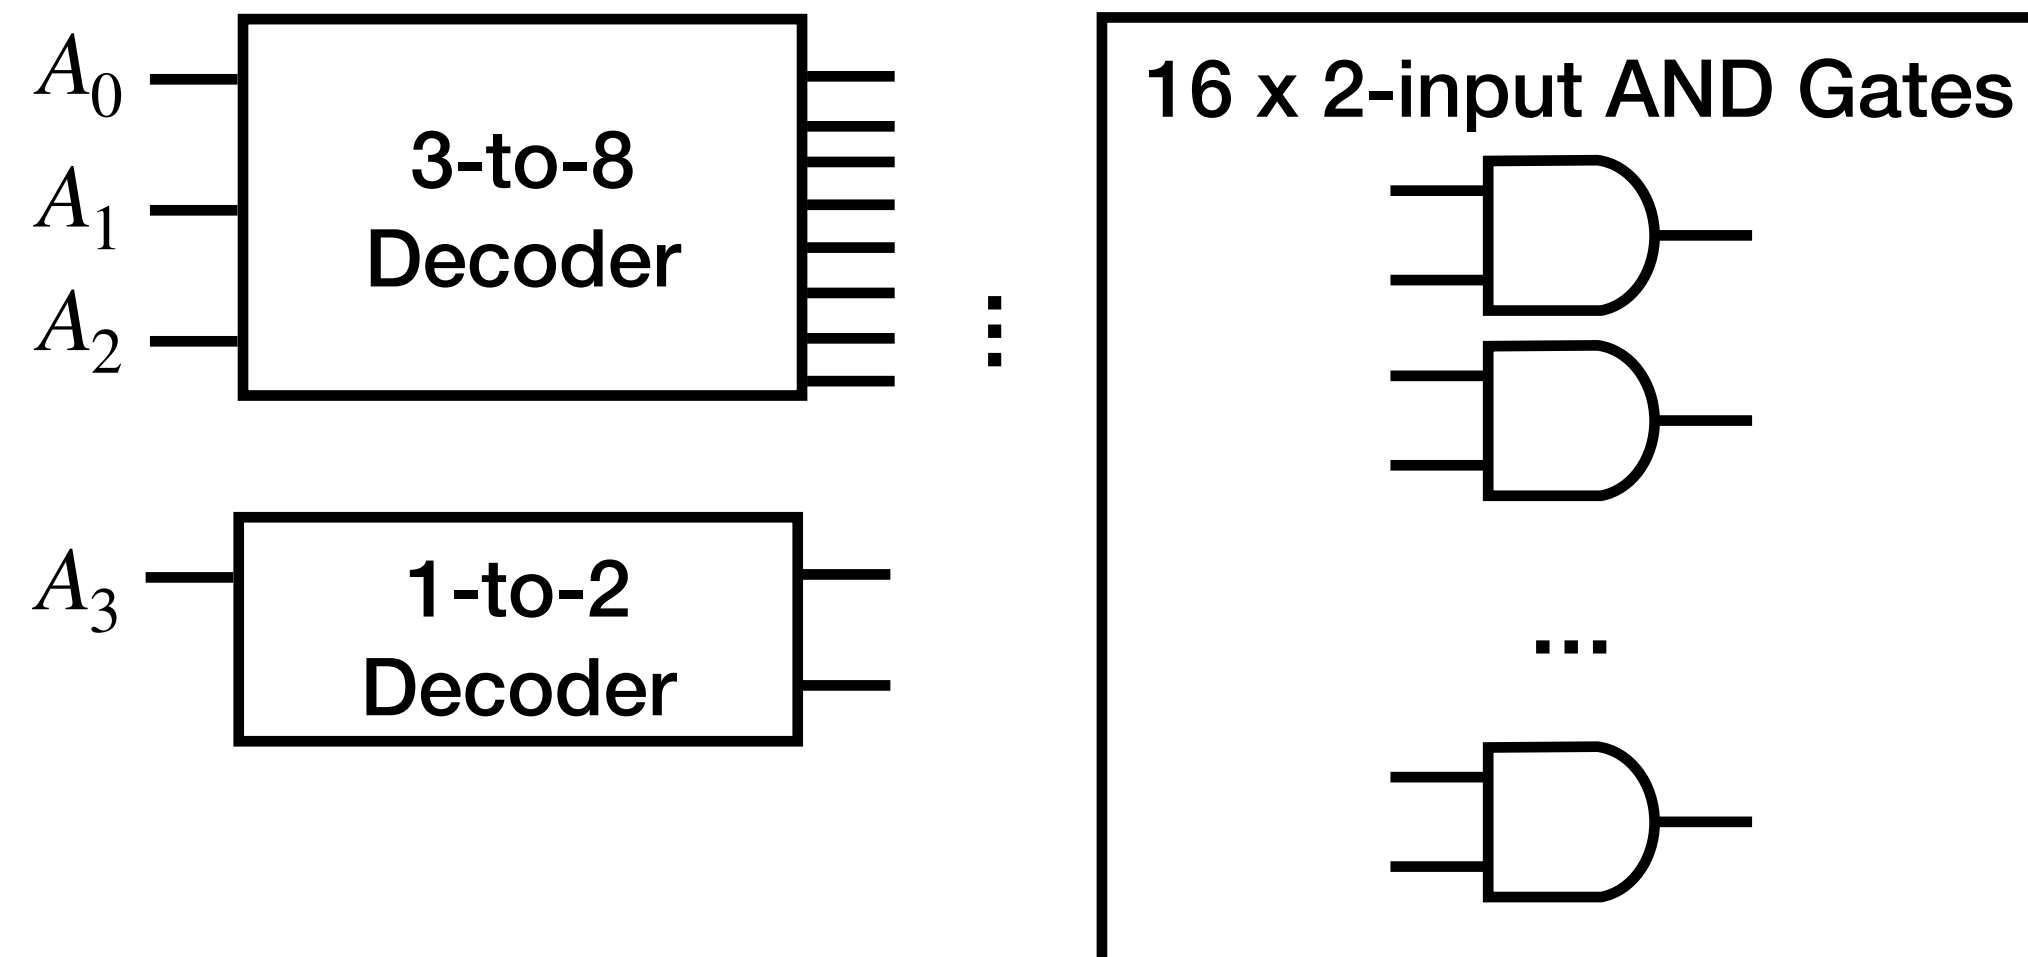 A₀
A₁
A₂
3-to-8
Decoder
A₃
1-to-2
Decoder
16 x 2-input AND Gates